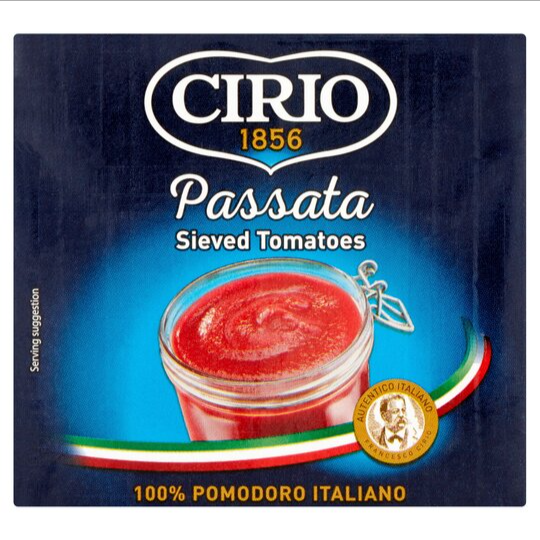 CIRIO
1856
Passata
Sieved Tomatoes
Serving suggestion
AUTENTICO ITALIANO
FRANCESCO CIRIO
100% POMODORO ITALIANO